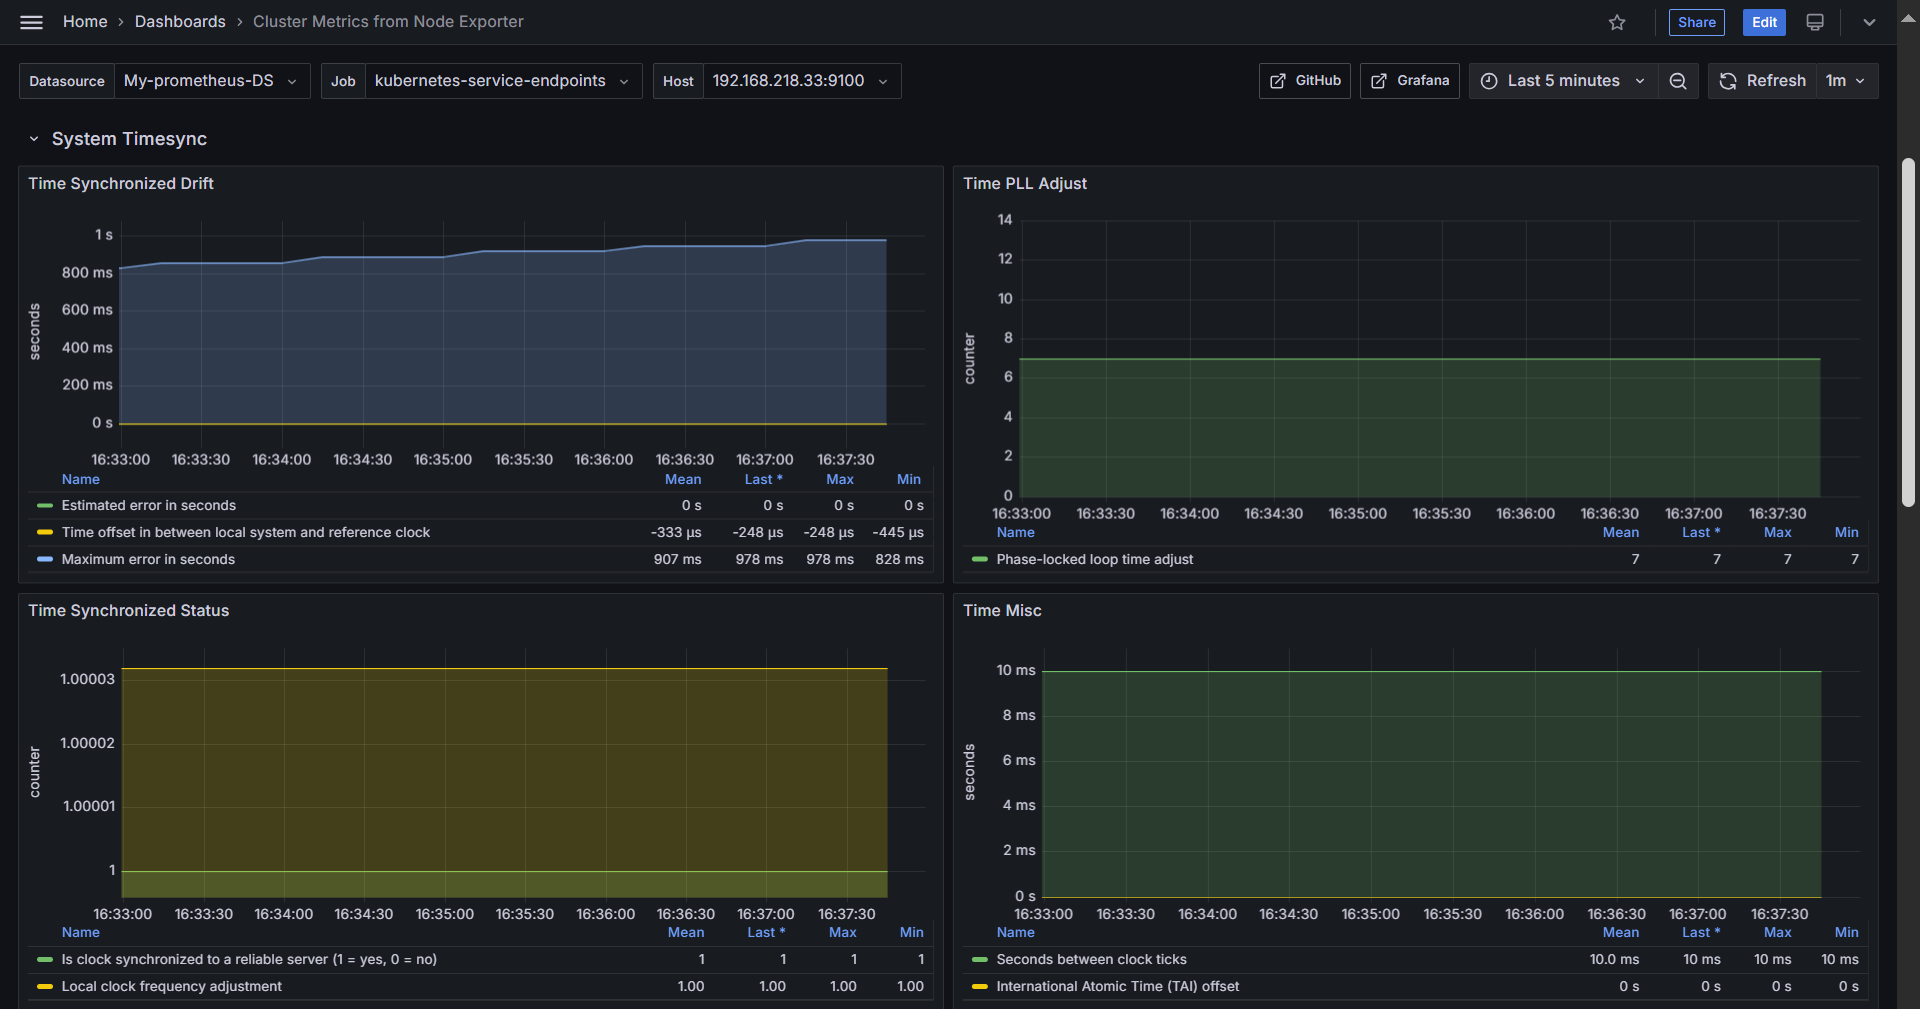 Home › Dashboards › Cluster Metrics from Node Exporter Share Edit
Datasource My-prometheus-DS Job kubernetes-service-endpoints Host 192.168.218.33:9100 GitHub Grafana Last 5 minutes Refresh 1m
System Timesync
Time Synchronized Drift
1 s
800 ms
600 ms
400 ms
200 ms
0 s
seconds
16:33:00 16:33:30 16:34:00 16:34:30 16:35:00 16:35:30 16:36:00 16:36:30 16:37:00 16:37:30
Name Mean Last * Max Min
Estimated error in seconds 0 s 0 s 0 s 0 s
Time offset in between local system and reference clock -333 µs -248 µs -248 µs -445 µs
Maximum error in seconds 907 ms 978 ms 978 ms 828 ms
Time PLL Adjust
14
12
10
8
6
4
2
0
counter
16:33:00 16:33:30 16:34:00 16:34:30 16:35:00 16:35:30 16:36:00 16:36:30 16:37:00 16:37:30
Name Mean Last * Max Min
Phase-locked loop time adjust 7 7 7 7
Time Synchronized Status
1.00003
1.00002
1.00001
1
counter
16:33:00 16:33:30 16:34:00 16:34:30 16:35:00 16:35:30 16:36:00 16:36:30 16:37:00 16:37:30
Name Mean Last * Max Min
Is clock synchronized to a reliable server (1 = yes, 0 = no) 1 1 1 1
Local clock frequency adjustment 1.00 1.00 1.00 1.00
Time Misc
10 ms
8 ms
6 ms
4 ms
2 ms
0 s
seconds
16:33:00 16:33:30 16:34:00 16:34:30 16:35:00 16:35:30 16:36:00 16:36:30 16:37:00 16:37:30
Name Mean Last * Max Min
Seconds between clock ticks 10.0 ms 10 ms 10 ms 10 ms
International Atomic Time (TAI) offset 0 s 0 s 0 s 0 s